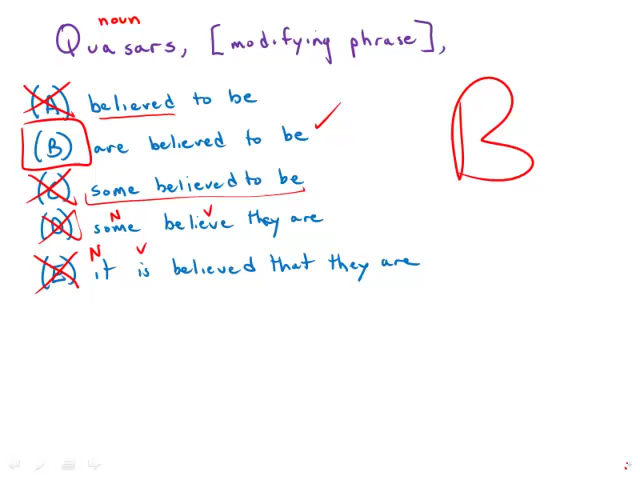 noun
Quasars, [modifying phrase],
(A) believed to be
(B) are believed to be
B
(C) some believed to be
N V
(D) some believe they are
N V
(E) it is believed that they are